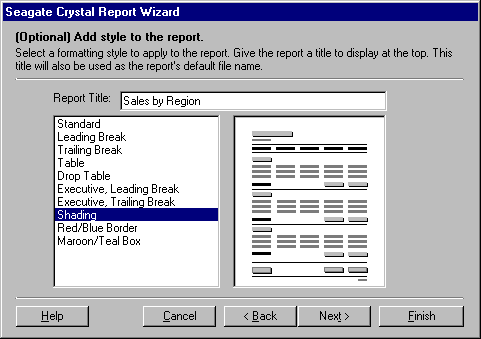 Seagate Crystal Report Wizard
(Optional) Add style to the report.
Select a formatting style to apply to the report. Give the report a title to display at the top. This
title will also be used as the report's default file name.
Report Title: Sales by Region
Standard
Leading Break
Trailing Break
Table
Drop Table
Executive, Leading Break
Executive, Trailing Break
Shading
Red/Blue Border
Maroon/Teal Box
Help Cancel < Back Next > Finish